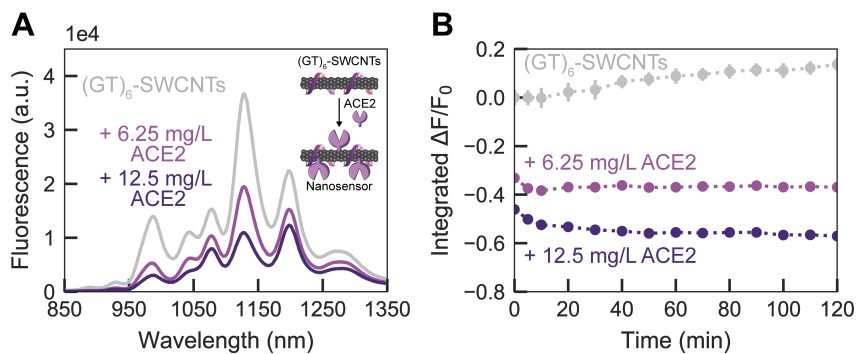 A
1e4
Fluorescence (a.u.)
4
3
2
1
0
850
950
1050
1150
1250
1350
Wavelength (nm)
(GT)6-SWCNTs
+ 6.25 mg/L
ACE2
+ 12.5 mg/L
ACE2
(GT)6-SWCNTs
ACE2
Nanosensor
B
Integrated ΔF/F0
0.2
0.0
−0.2
−0.4
−0.6
−0.8
0
20
40
60
80
100
120
Time (min)
(GT)6-SWCNTs
+ 6.25 mg/L ACE2
+ 12.5 mg/L ACE2